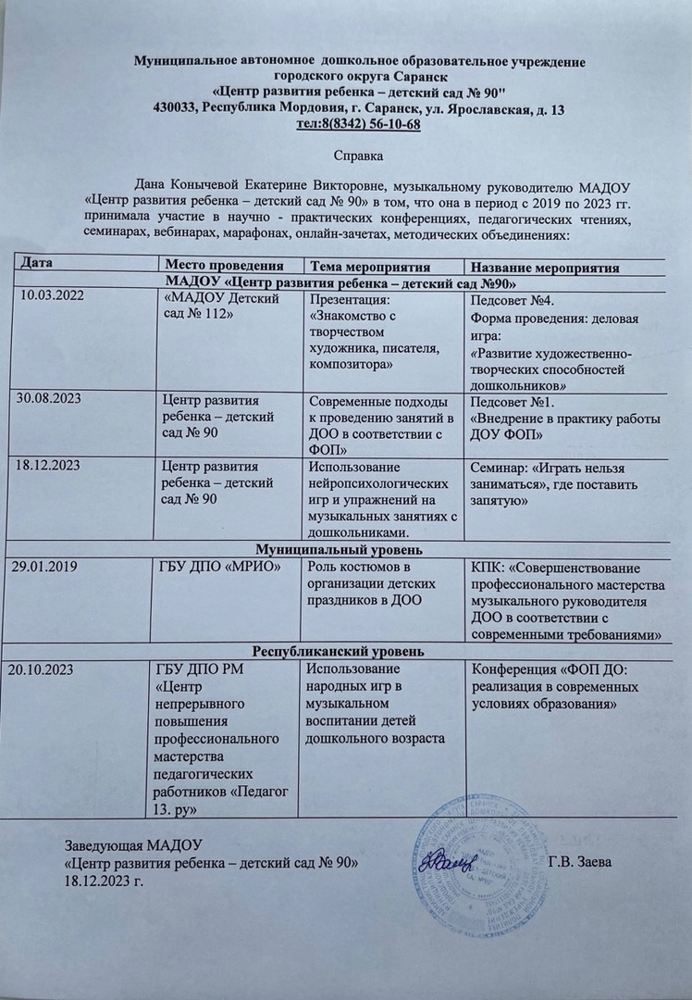 Муниципальное автономное дошкольное образовательное учреждение
городского округа Саранск
«Центр развития ребенка – детский сад № 90"
430033, Республика Мордовия, г. Саранск, ул. Ярославская, д. 13
тел:8(8342) 56-10-68
Справка
Дана Конычевой Екатерине Викторовне, музыкальному руководителю МАДОУ
«Центр развития ребенка – детский сад № 90» в том, что она в период с 2019 по 2023 гг.
принимала участие в научно - практических конференциях, педагогических чтениях,
семинарах, вебинарах, марафонах, онлайн-зачетах, методических объединениях:
Дата
Место проведения
Тема мероприятия
Название мероприятия
МАДОУ «Центр развития ребенка – детский сад №90»
10.03.2022
«МАДОУ Детский
сад № 112»
Презентация:
«Знакомство с
творчеством
художника, писателя,
композитора»
Педсовет №4.
Форма проведения: деловая
игра:
«Развитие художественно-
творческих способностей
дошкольников»
30.08.2023
Центр развития
ребенка – детский
сад № 90
Современные подходы
к проведению занятий в
ДОО в соответствии с
ФОП»
Педсовет №1.
«Внедрение в практику работы
ДОУ ФОП»
18.12.2023
Центр развития
ребенка – детский
сад № 90
Использование
нейропсихологических
игр и упражнений на
музыкальных занятиях с
дошкольниками.
Семинар: «Играть нельзя
заниматься», где поставить
запятую»
Муниципальный уровень
29.01.2019
ГБУ ДПО «МРИО»
Роль костюмов в
организации детских
праздников в ДОО
КПК: «Совершенствование
профессионального мастерства
музыкального руководителя
ДОО в соответствии с
современными требованиями»
Республиканский уровень
20.10.2023
ГБУ ДПО РМ
«Центр
непрерывного
повышения
профессионального
мастерства
педагогических
работников «Педагог
13. ру»
Использование
народных игр в
музыкальном
воспитании детей
дошкольного возраста
Конференция «ФОП ДО:
реализация в современных
условиях образования»
Заведующая МАДОУ
«Центр развития ребенка – детский сад № 90»
18.12.2023 г.
Г.В. Заева